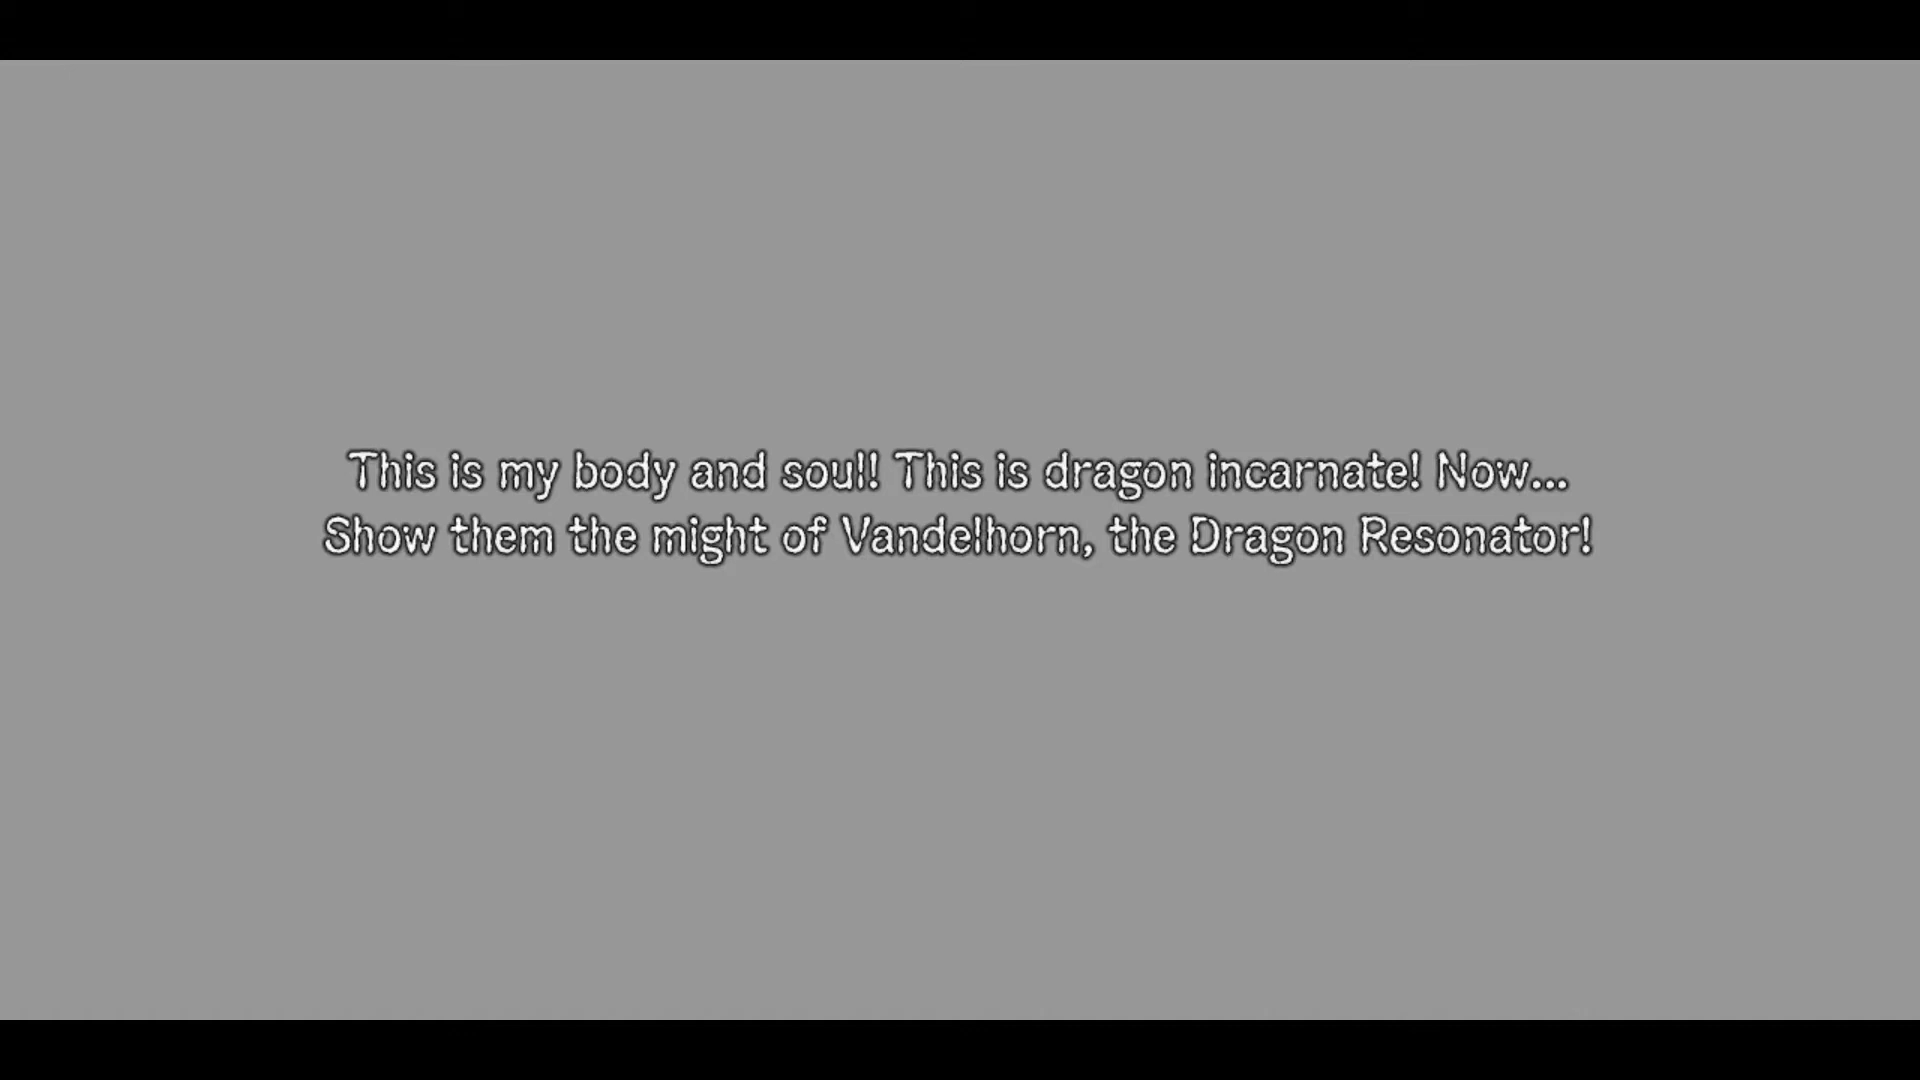 This is my body and soul! This is dragon incarnate! Now...
Show them the might of Vandelhorn, the Dragon Resonator!